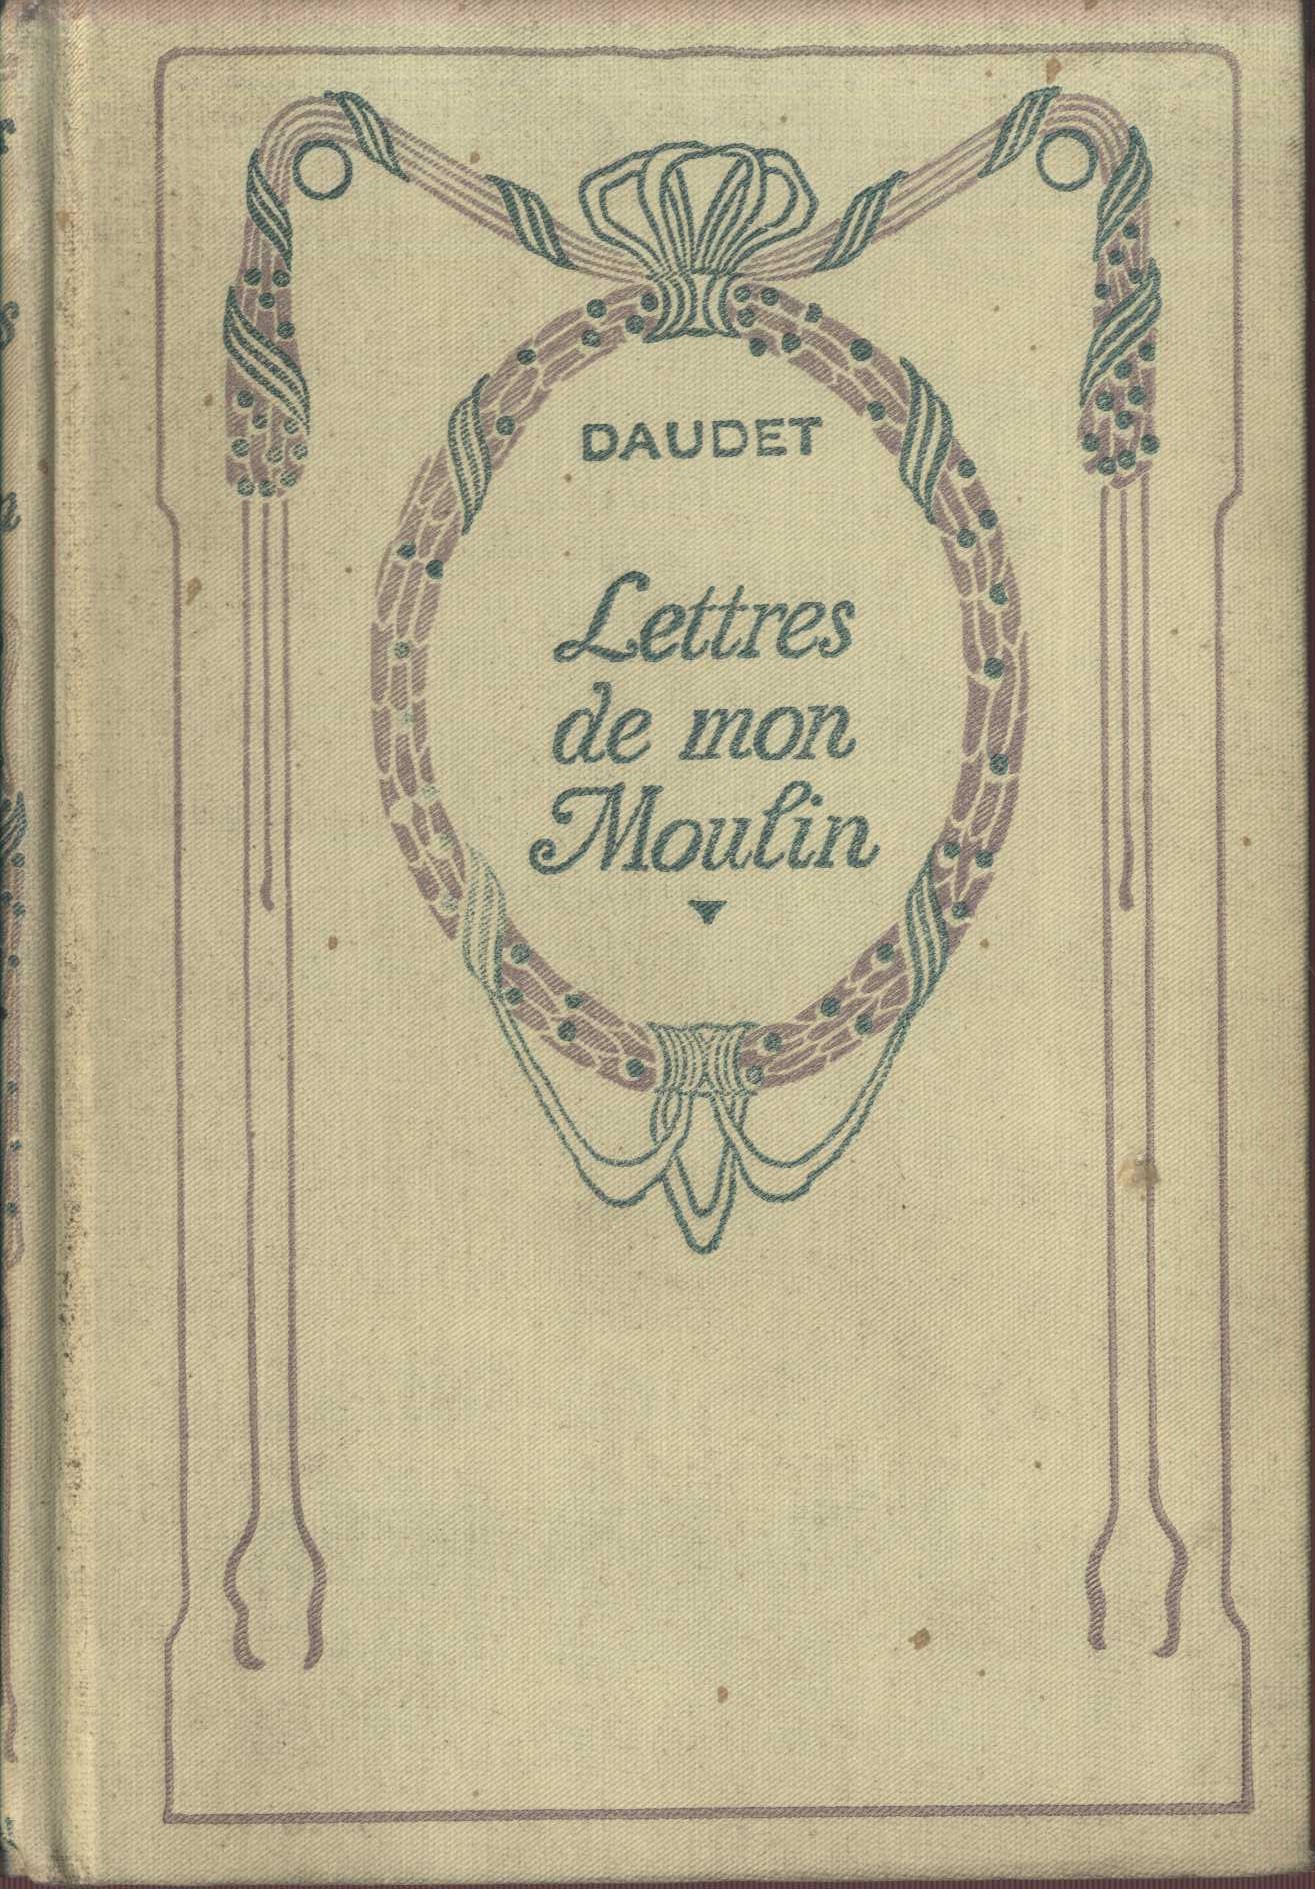 DAUDET
Lettres
de mon
Moulin